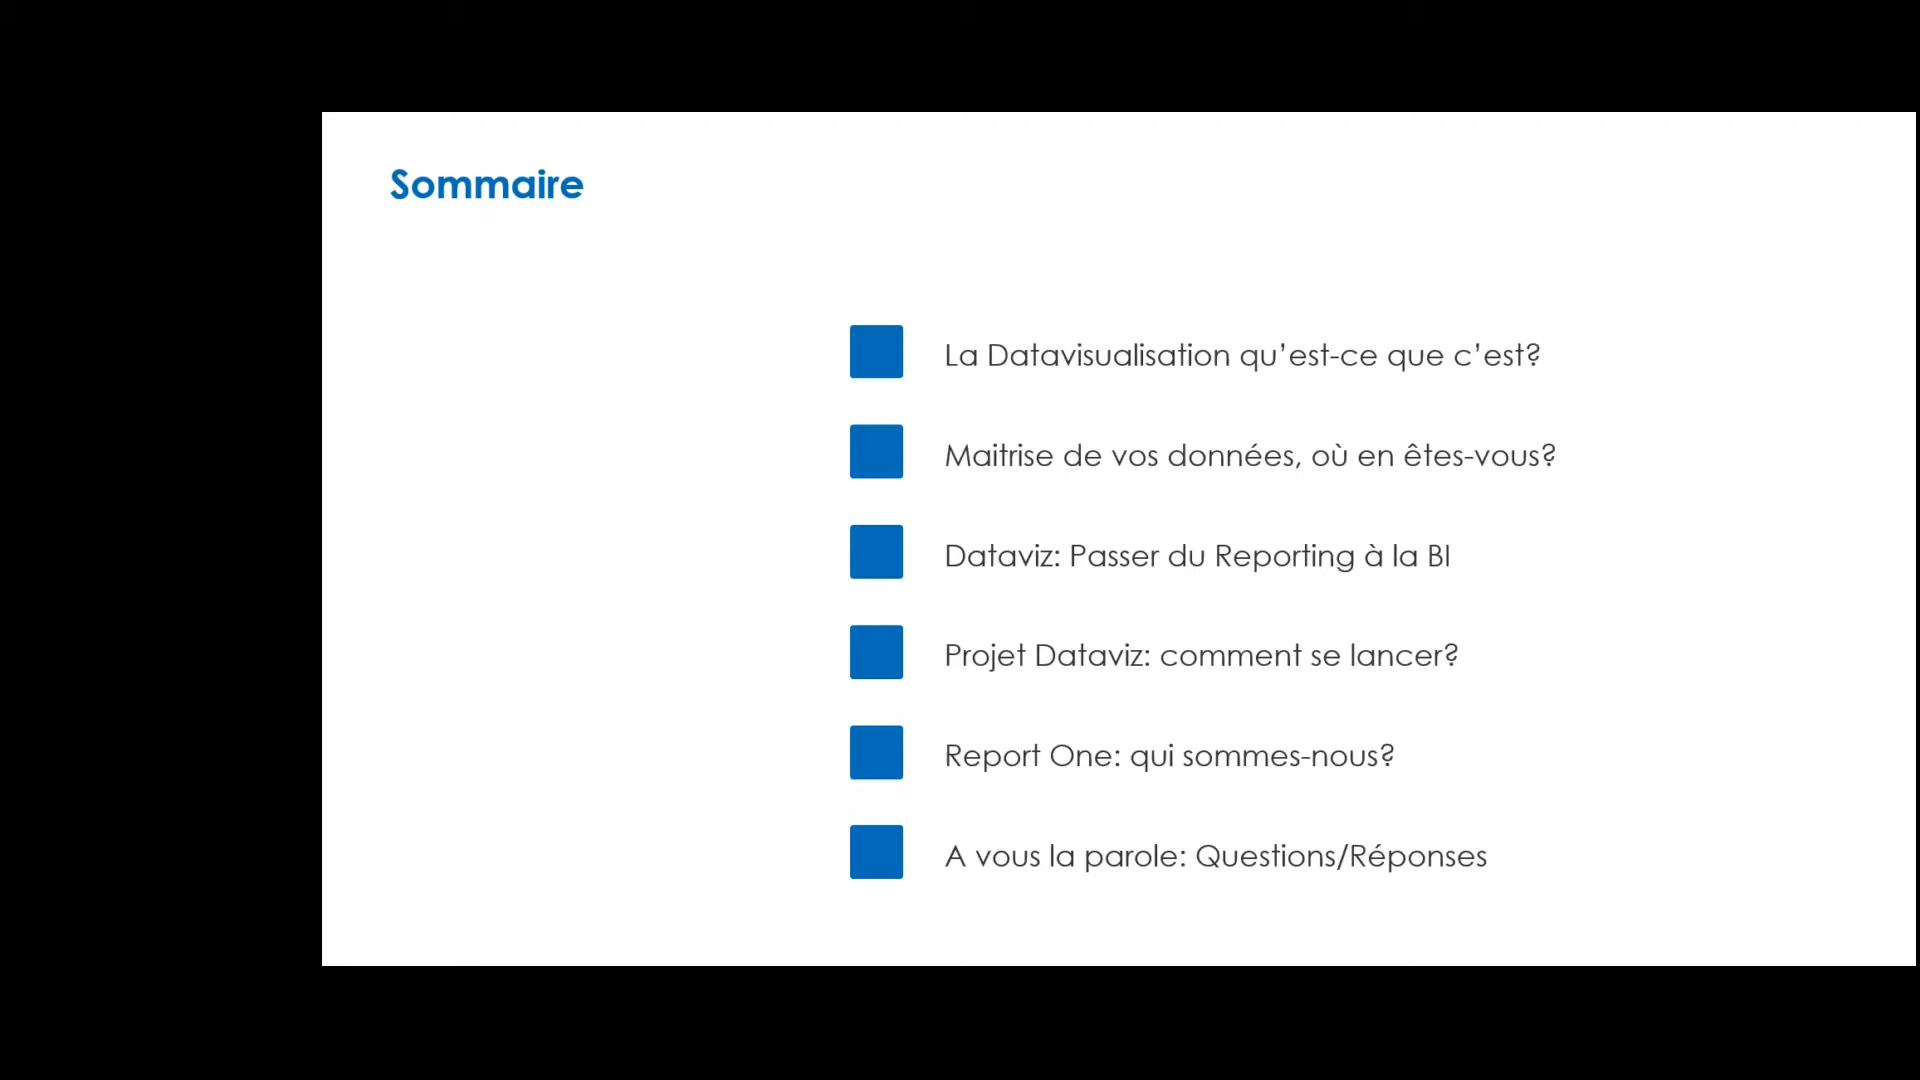 Sommaire
La Datavisualisation qu’est-ce que c’est?
Maitrise de vos données, où en êtes-vous?
Dataviz: Passer du Reporting à la BI
Projet Dataviz: comment se lancer?
Report One: qui sommes-nous?
A vous la parole: Questions/Réponses